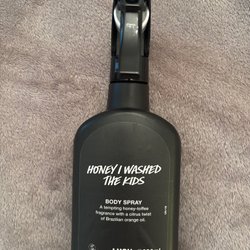 HONEY I WASHED
THE KIDS
BODY SPRAY
A tempting honey-toffee
fragrance with a citrus twist
of Brazilian orange oil.